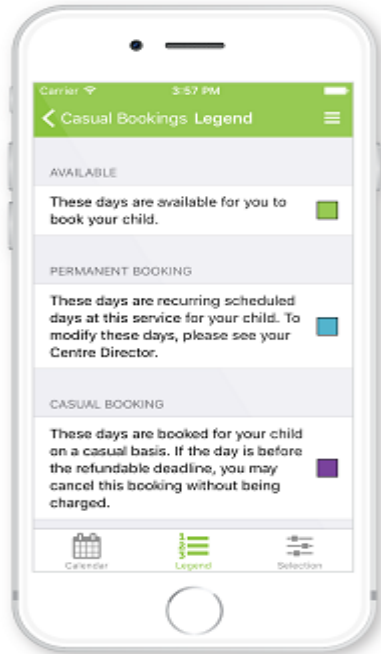 Carrier 3:57 PM
Casual Bookings Legend
AVAILABLE
These days are available for you to
book your child.
PERMANENT BOOKING
These days are recurring scheduled
days at this service for your child. To
modify these days, please see your
Centre Director.
CASUAL BOOKING
These days are booked for your child
on a casual basis. If the day is before
the refundable deadline, you may
cancel this booking without being
charged.
Calendar Legend Selection